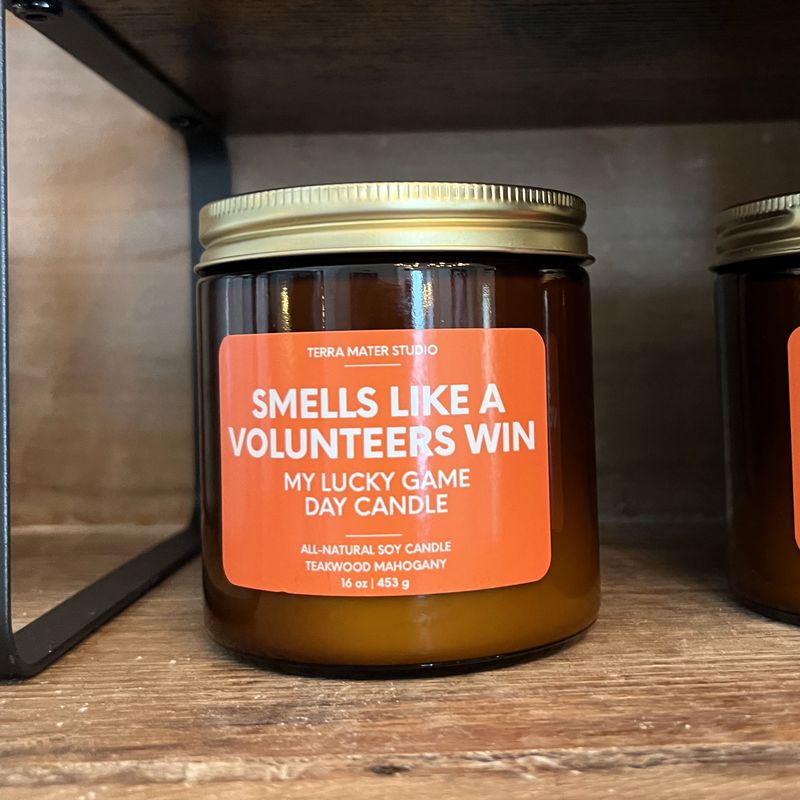 TERRA MATER STUDIO
SMELLS LIKE A
VOLUNTEERS WIN
MY LUCKY GAME
DAY CANDLE
ALL-NATURAL SOY CANDLE
TEAKWOOD MAHOGANY
16 oz | 453 g